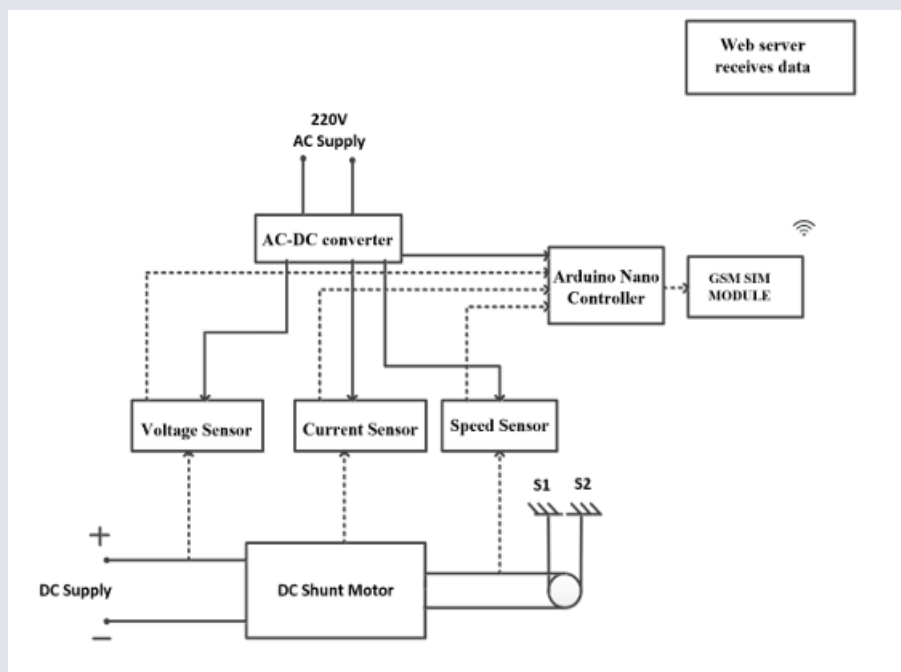 Web server
receives data
220V
AC Supply
AC-DC converter
Arduino Nano
Controller
GSM SIM
MODULE
Voltage Sensor
Current Sensor
Speed Sensor
S1
S2
+
DC Supply
−
DC Shunt Motor